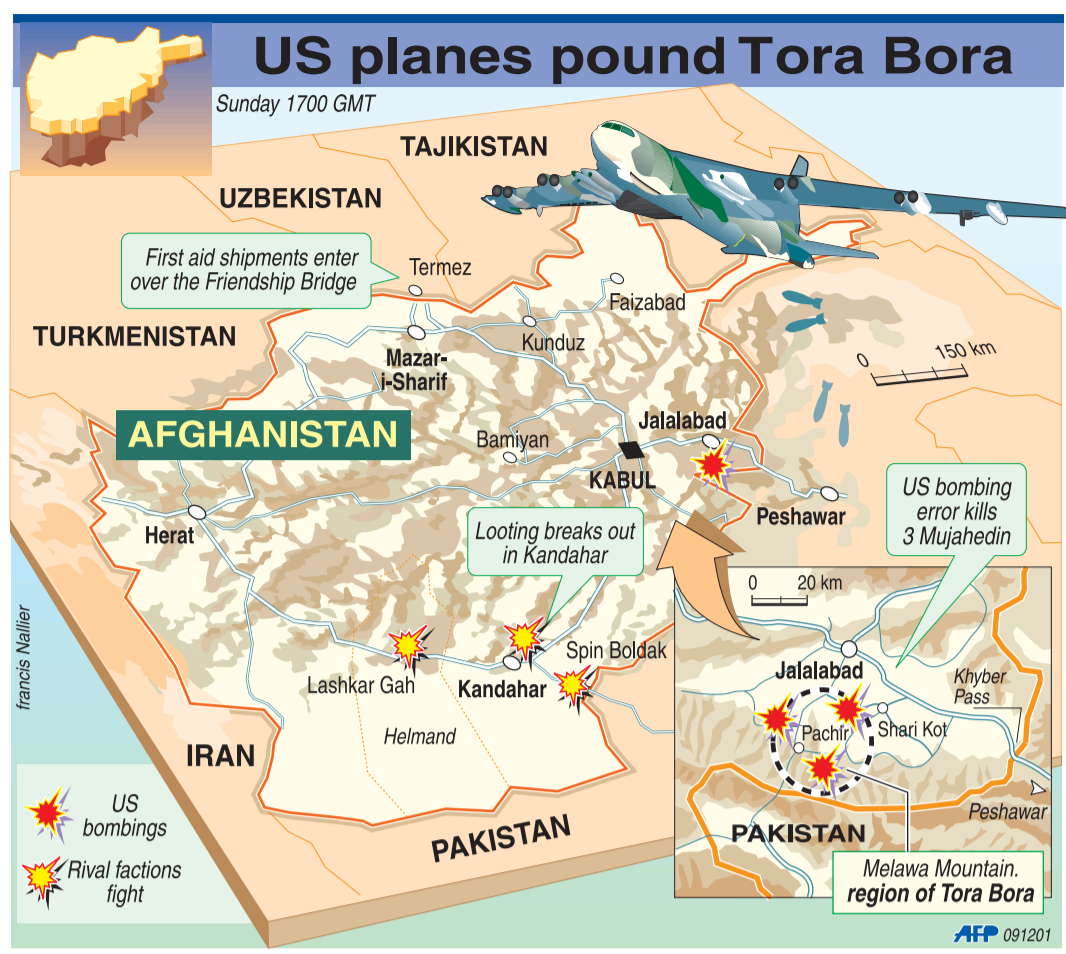 US planes pound Tora Bora
Sunday 1700 GMT
TAJIKISTAN
UZBEKISTAN
First aid shipments enter
over the Friendship Bridge
Termez
Faizabad
TURKMENISTAN
Kunduz
Mazar-
i-Sharif
0 150 km
AFGHANISTAN
Bamiyan
Jalalabad
KABUL
Peshawar
US bombing
error kills
3 Mujahedin
Herat
Looting breaks out
in Kandahar
francis Nallier
Lashkar Gah
Kandahar
Spin Boldak
Helmand
IRAN
PAKISTAN
0 20 km
Jalalabad
Khyber
Pass
Pachir
Shari Kot
Peshawar
PAKISTAN
Melawa Mountain.
region of Tora Bora
US
bombings
Rival factions
fight
AFP 091201